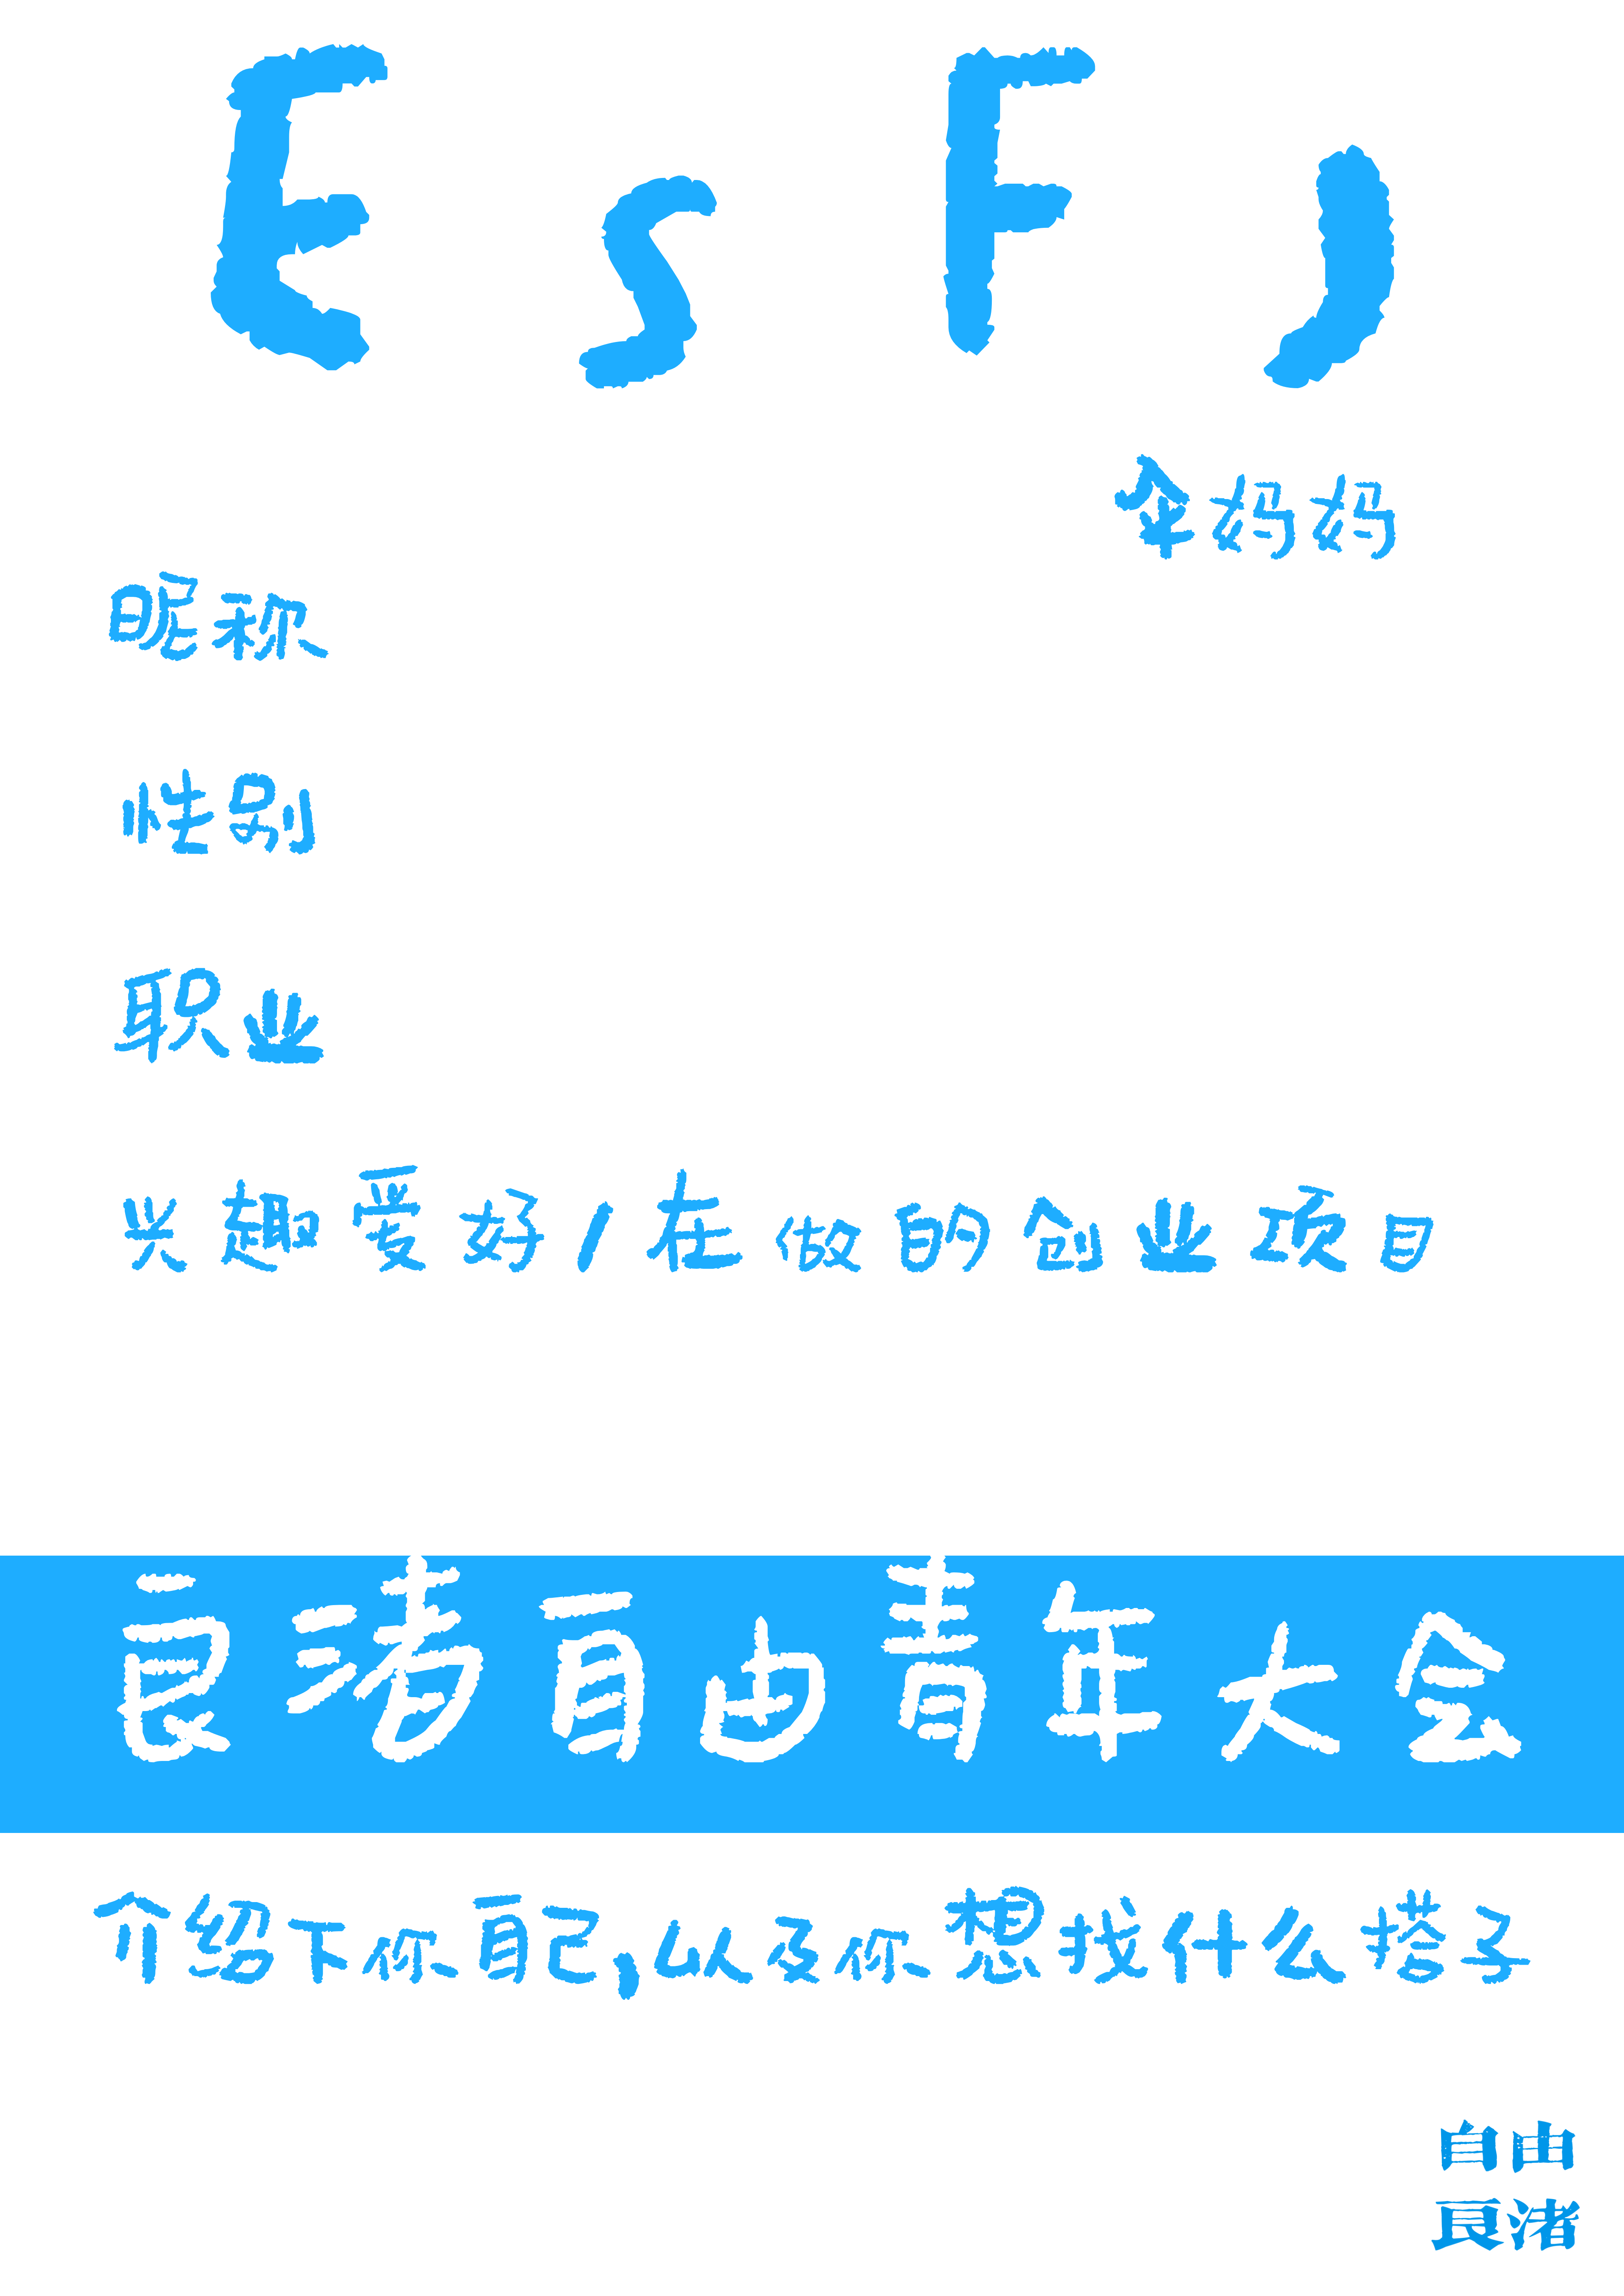 EsFJ
伞妈妈
昵称
性别
职业
兴趣爱好/在做的创业项目
良渚自由青年大会
介绍下你自己，以及你想找什么搭子
自由
良渚